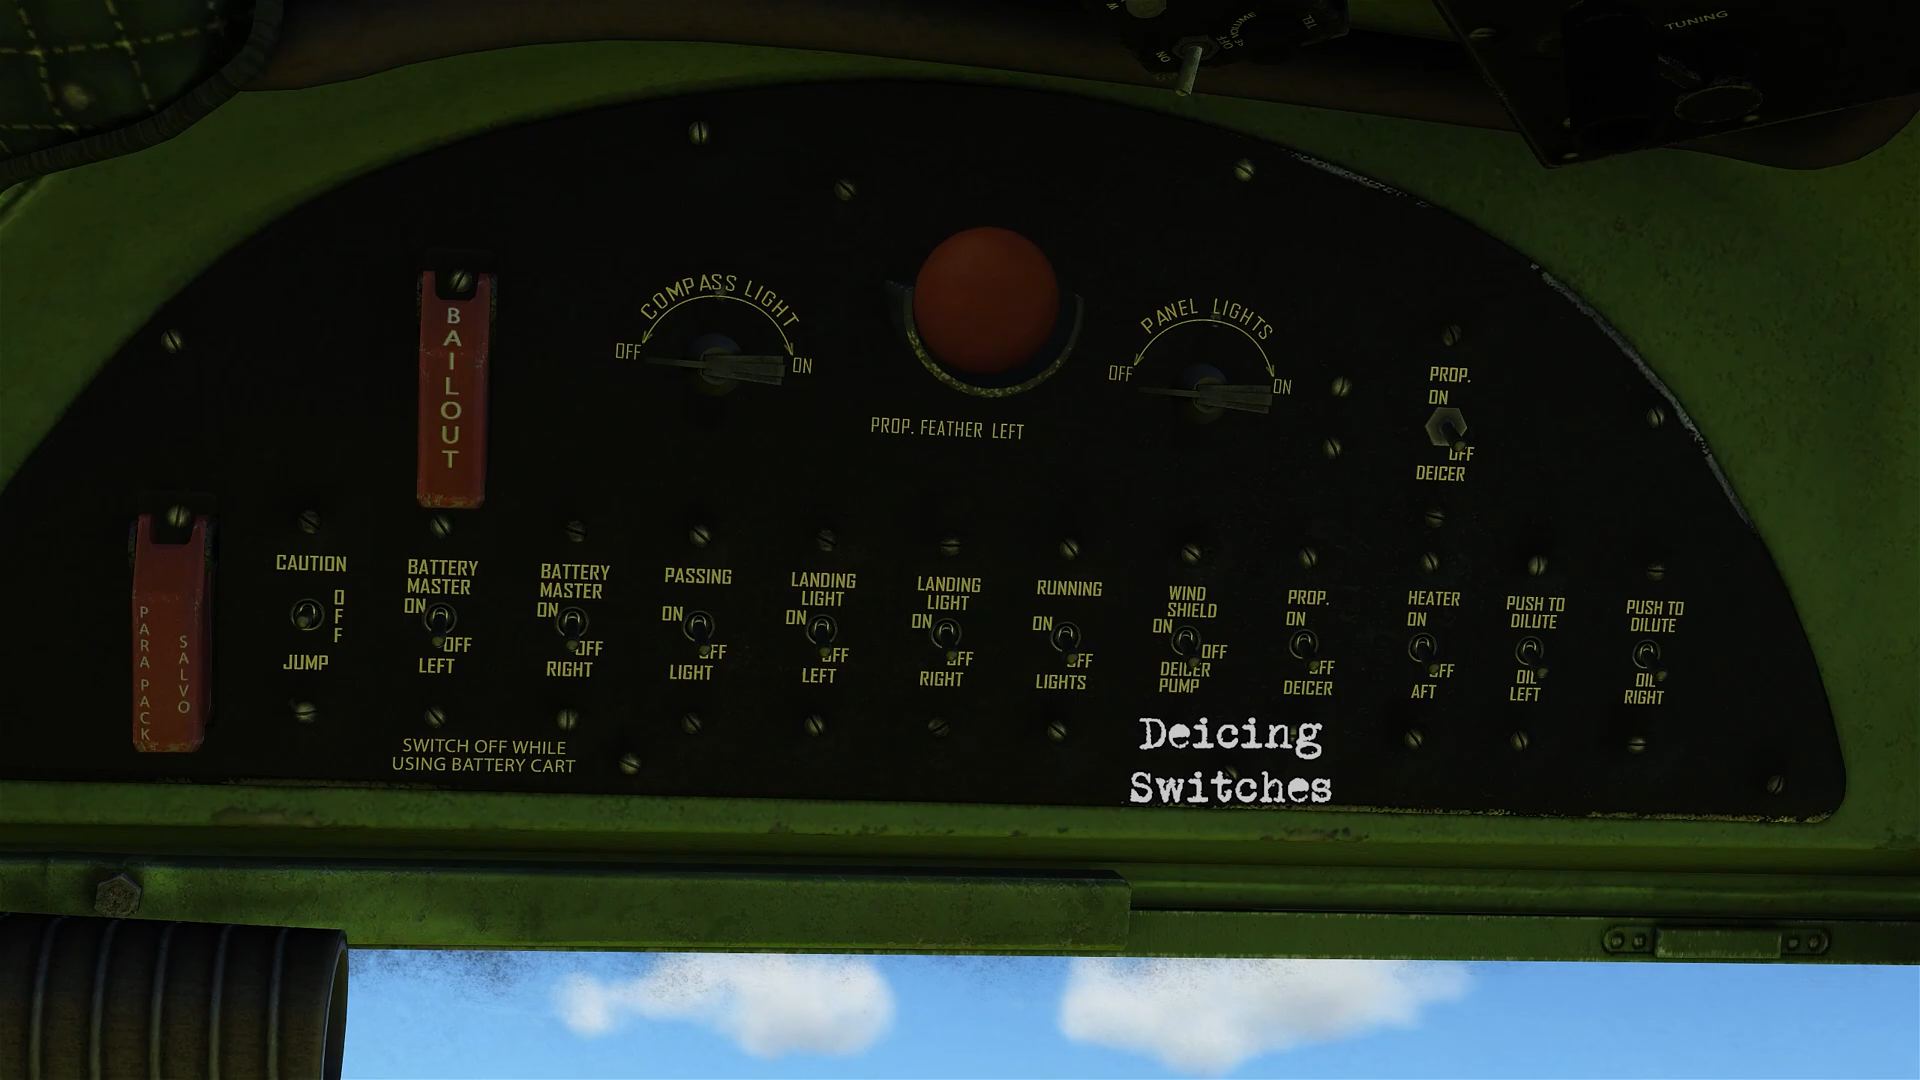 TUNING
VOLUME
TEL
OFF
ON
BAILOUT
COMPASS LIGHT
OFF
ON
PROP. FEATHER LEFT
PANEL LIGHTS
OFF
ON
PROP.
ON
OFF
DEICER
PARA PACK
SALVO
CAUTION
OFF
JUMP
BATTERY
MASTER
ON
OFF
LEFT
BATTERY
MASTER
ON
OFF
RIGHT
PASSING
ON
OFF
LIGHT
LANDING
LIGHT
ON
OFF
LEFT
LANDING
LIGHT
ON
OFF
RIGHT
RUNNING
ON
OFF
LIGHTS
WIND
SHIELD
ON
OFF
DEICER
PUMP
PROP.
ON
OFF
DEICER
HEATER
ON
OFF
AFT
PUSH TO
DILUTE
OIL
LEFT
PUSH TO
DILUTE
OIL
RIGHT
SWITCH OFF WHILE
USING BATTERY CART
Deicing
Switches